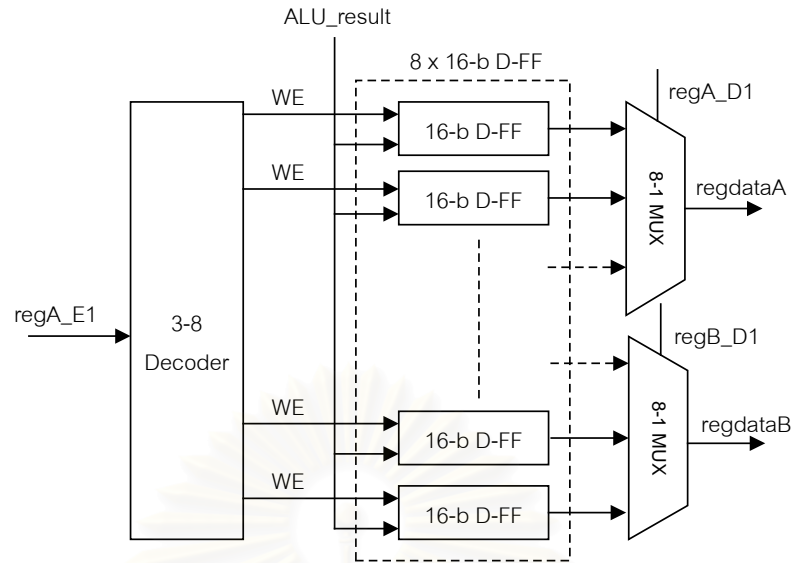 ALU_result
8 x 16-b D-FF
WE
16-b D-FF
regA_D1
WE
16-b D-FF
8-1 MUX
regdataA
regA_E1
3-8
Decoder
regB_D1
WE
16-b D-FF
8-1 MUX
regdataB
WE
16-b D-FF